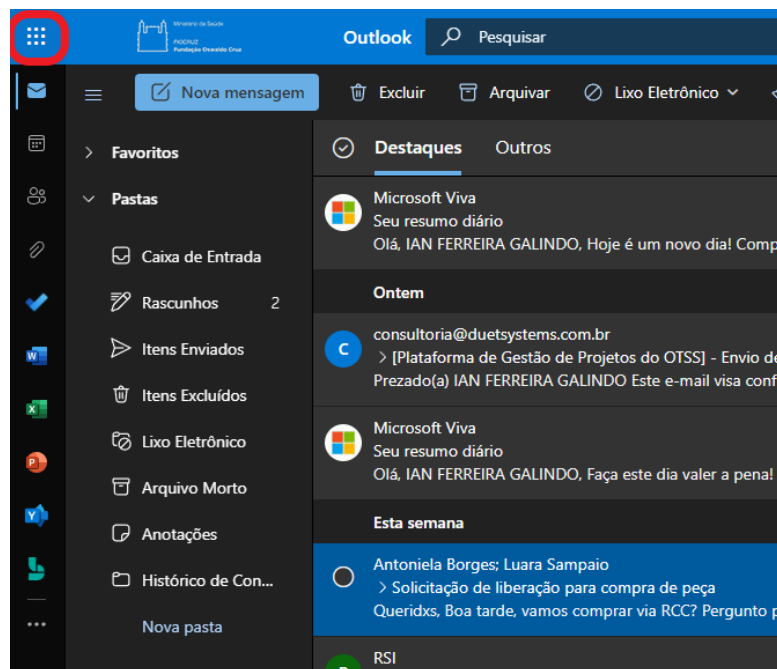 Ministério da Saúde
FIOCRUZ
Fundação Oswaldo Cruz
Outlook
Pesquisar
Nova mensagem
Excluir
Arquivar
Lixo Eletrônico
Favoritos
Pastas
Caixa de Entrada
Rascunhos 2
Itens Enviados
Itens Excluídos
Lixo Eletrônico
Arquivo Morto
Anotações
Histórico de Con...
Nova pasta
Destaques Outros
Microsoft Viva
Seu resumo diário
Olá, IAN FERREIRA GALINDO, Hoje é um novo dia! Comp
Ontem
C
consultoria@duetsystems.com.br
> [Plataforma de Gestão de Projetos do OTSS] - Envio de
Prezado(a) IAN FERREIRA GALINDO Este e-mail visa conf
Microsoft Viva
Seu resumo diário
Olá, IAN FERREIRA GALINDO, Faça este dia valer a pena!
Esta semana
Antoniela Borges; Luara Sampaio
> Solicitação de liberação para compra de peça
Queridxs, Boa tarde, vamos comprar via RCC? Pergunto p
RSI